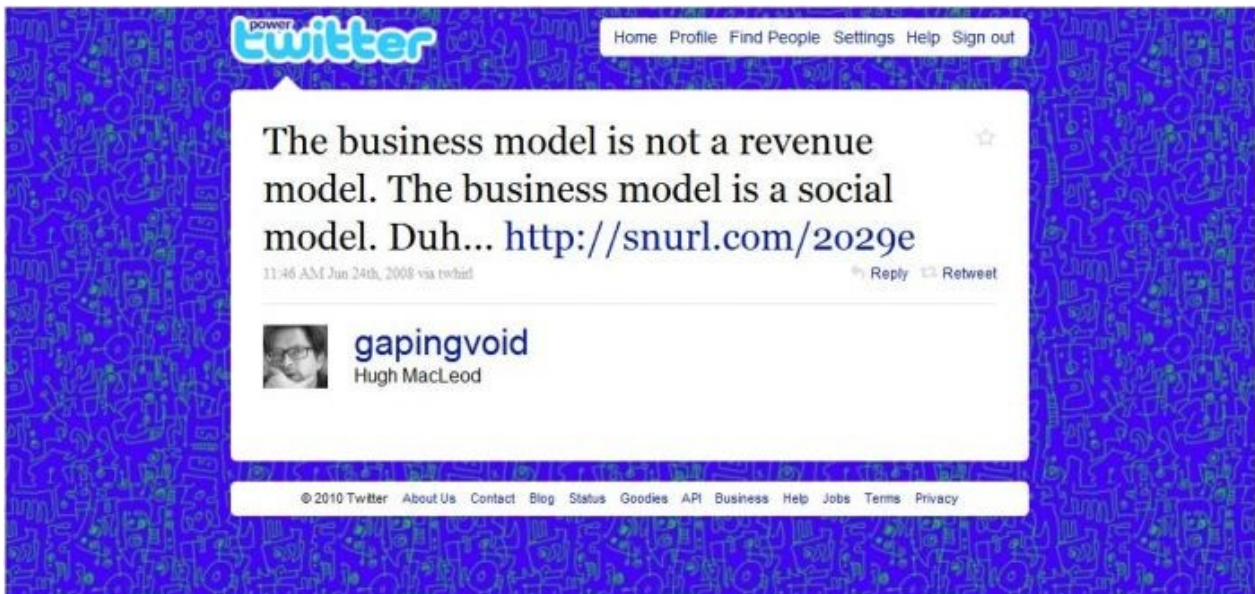 power
twitter
Home Profile Find People Settings Help Sign out
The business model is not a revenue
model. The business model is a social
model. Duh... http://snurl.com/2o29e
11:46 AM Jun 24th, 2008 via twhirl
Reply Retweet
gapingvoid
Hugh MacLeod
© 2010 Twitter About Us Contact Blog Status Goodies API Business Help Jobs Terms Privacy